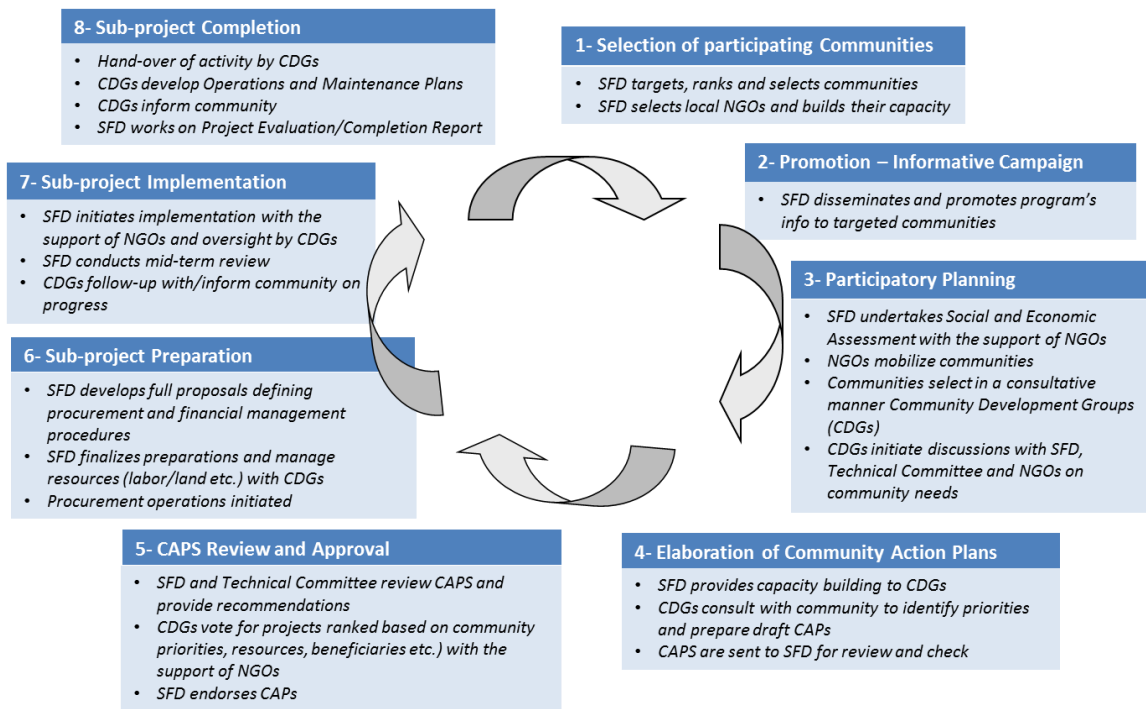 8- Sub-project Completion
• Hand-over of activity by CDGs
• CDGs develop Operations and Maintenance Plans
• CDGs inform community
• SFD works on Project Evaluation/Completion Report
1- Selection of participating Communities
• SFD targets, ranks and selects communities
• SFD selects local NGOs and builds their capacity
2- Promotion – Informative Campaign
• SFD disseminates and promotes program's
info to targeted communities
3- Participatory Planning
• SFD undertakes Social and Economic
Assessment with the support of NGOs
• NGOs mobilize communities
• Communities select in a consultative
manner Community Development Groups
(CDGs)
• CDGs initiate discussions with SFD,
Technical Committee and NGOs on
community needs
4- Elaboration of Community Action Plans
• SFD provides capacity building to CDGs
• CDGs consult with community to identify priorities
and prepare draft CAPs
• CAPS are sent to SFD for review and check
5- CAPS Review and Approval
• SFD and Technical Committee review CAPS and
provide recommendations
• CDGs vote for projects ranked based on community
priorities, resources, beneficiaries etc.) with the
support of NGOs
• SFD endorses CAPs
6- Sub-project Preparation
• SFD develops full proposals defining
procurement and financial management
procedures
• SFD finalizes preparations and manage
resources (labor/land etc.) with CDGs
• Procurement operations initiated
7- Sub-project Implementation
• SFD initiates implementation with the
support of NGOs and oversight by CDGs
• SFD conducts mid-term review
• CDGs follow-up with/inform community on
progress